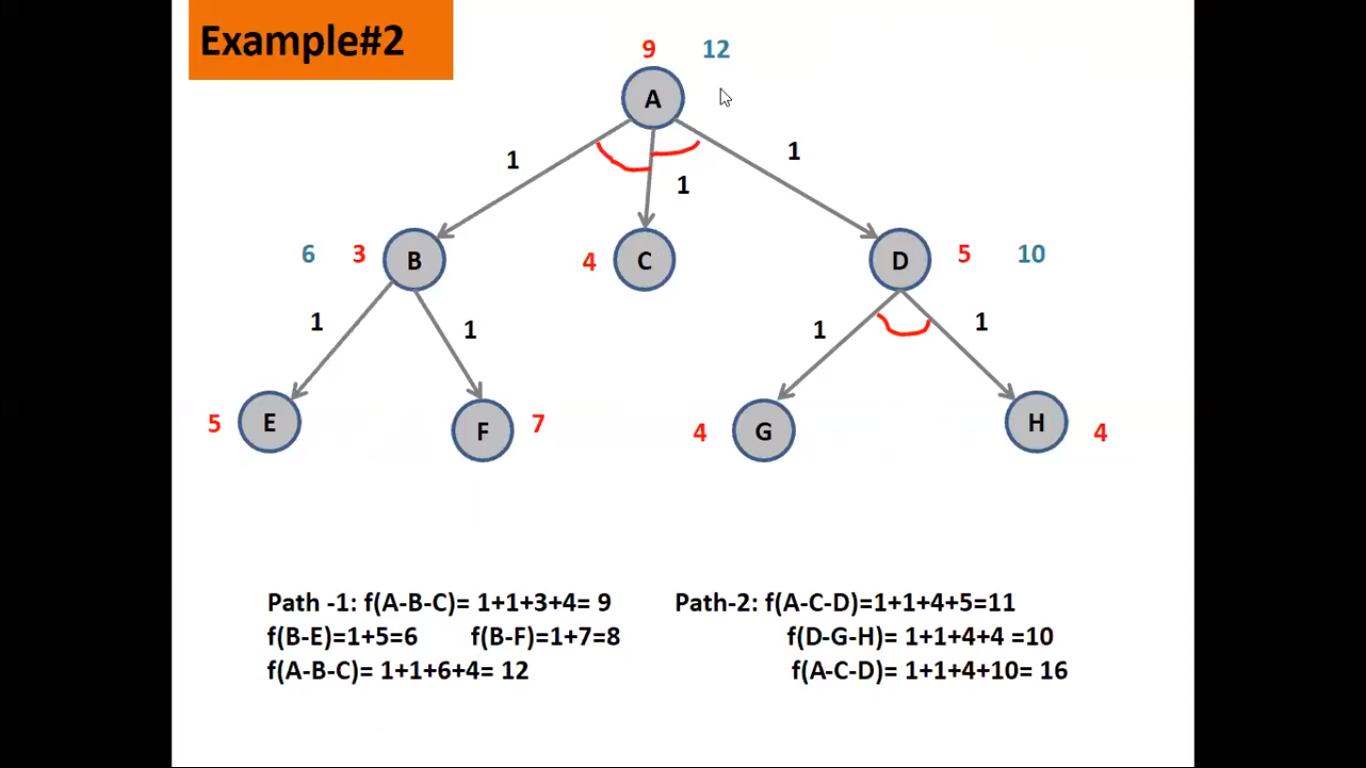 Example#2
9 12
A
1 1
1
6 3 B 4 C D 5 10
1 1 1 1
5 E F 7 4 G H 4
Path -1: f(A-B-C)= 1+1+3+4= 9 Path-2: f(A-C-D)=1+1+4+5=11
f(B-E)=1+5=6 f(B-F)=1+7=8 f(D-G-H)= 1+1+4+4 =10
f(A-B-C)= 1+1+6+4= 12 f(A-C-D)= 1+1+4+10= 16